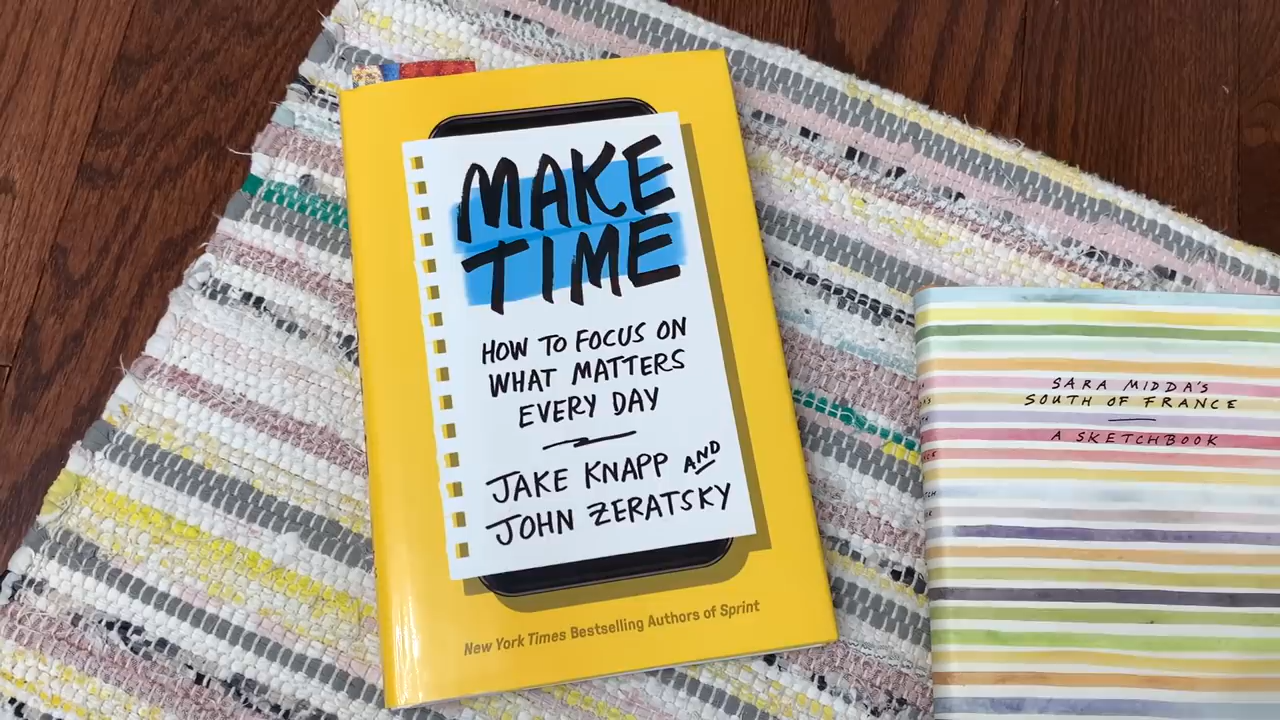 MAKE
TIME
HOW TO FOCUS ON
WHAT MATTERS
EVERY DAY
JAKE KNAPP AND
JOHN ZERATSKY
New York Times Bestselling Authors of Sprint
SARA MIDDA'S
SOUTH OF FRANCE
A SKETCHBOOK